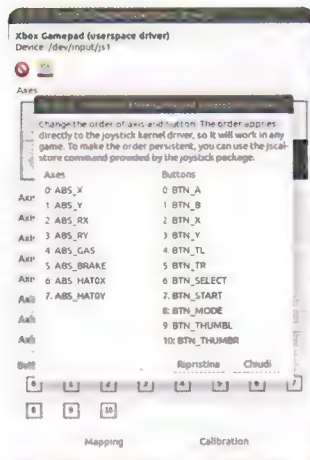 Xbox Gamepad (userspace driver)
Device: /dev/input/js1
Axes
Change the order of axis and button. The order applies
directly to the joystick kernel driver, so it will work in any
game. To make the order persistent, you can use the jscal-
store command provided by the joystick package.
Axes
0: ABS_X
1: ABS_Y
2: ABS_RX
3: ABS_RY
4: ABS_GAS
5: ABS_BRAKE
6: ABS_HAT0X
7: ABS_HAT0Y
Buttons
0: BTN_A
1: BTN_B
2: BTN_X
3: BTN_Y
4: BTN_TL
5: BTN_TR
6: BTN_SELECT
7: BTN_START
8: BTN_MODE
9: BTN_THUMBL
10: BTN_THUMBR
Ripristina Chiudi
0 1 2 3 4 5 6 7
8 9 10
Mapping Calibration